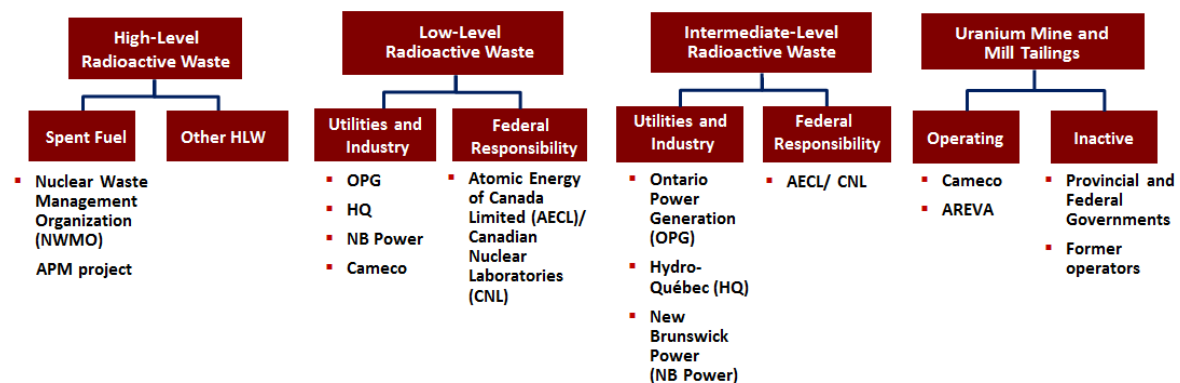 High-Level
Radioactive Waste
Spent Fuel
Other HLW
Nuclear Waste
Management
Organization
(NWMO)
APM project
Low-Level
Radioactive Waste
Utilities and
Industry
OPG
HQ
NB Power
Cameco
Federal
Responsibility
Atomic Energy
of Canada
Limited (AECL)/
Canadian
Nuclear
Laboratories
(CNL)
Intermediate-Level
Radioactive Waste
Utilities and
Industry
Ontario
Power
Generation
(OPG)
Hydro-
Québec (HQ)
New
Brunswick
Power
(NB Power)
Federal
Responsibility
AECL/ CNL
Uranium Mine and
Mill Tailings
Operating
Cameco
AREVA
Inactive
Provincial and
Federal
Governments
Former
operators